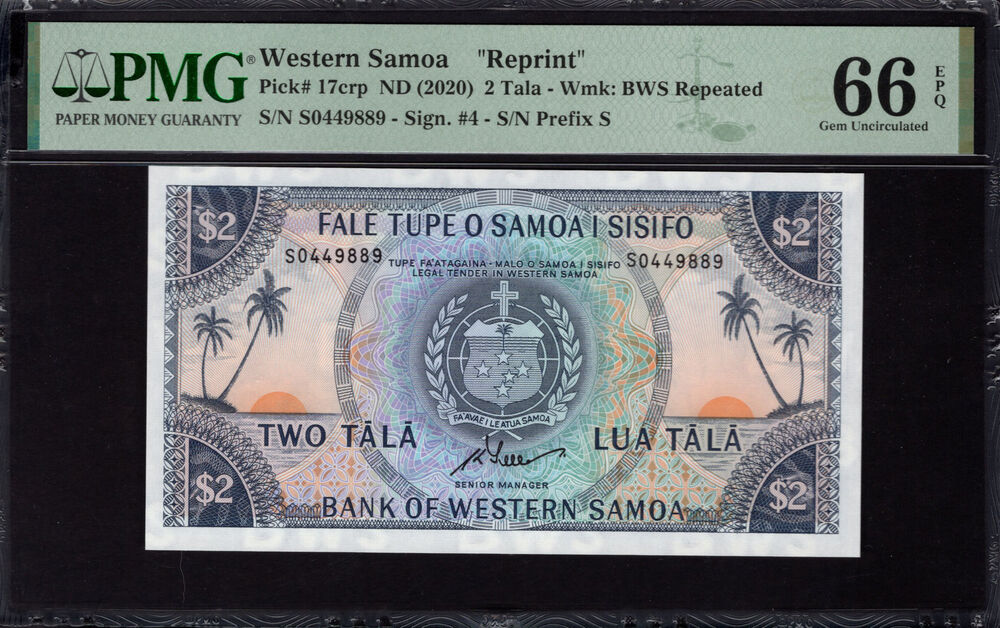 PMG®
PAPER MONEY GUARANTY
Western Samoa "Reprint"
Pick# 17crp ND (2020) 2 Tala - Wmk: BWS Repeated
S/N S0449889 - Sign. #4 - S/N Prefix S
66 EPQ
Gem Uncirculated
$2
$2
FALE TUPE O SAMOA I SISIFO
S0449889
S0449889
TUPE FA'ATAGAINA - MALO O SAMOA I SISIFO
LEGAL TENDER IN WESTERN SAMOA
FA'AVAE I LE ATUA SAMOA
TWO TĀLĀ
LUA TĀLĀ
SENIOR MANAGER
$2
$2
BANK OF WESTERN SAMOA